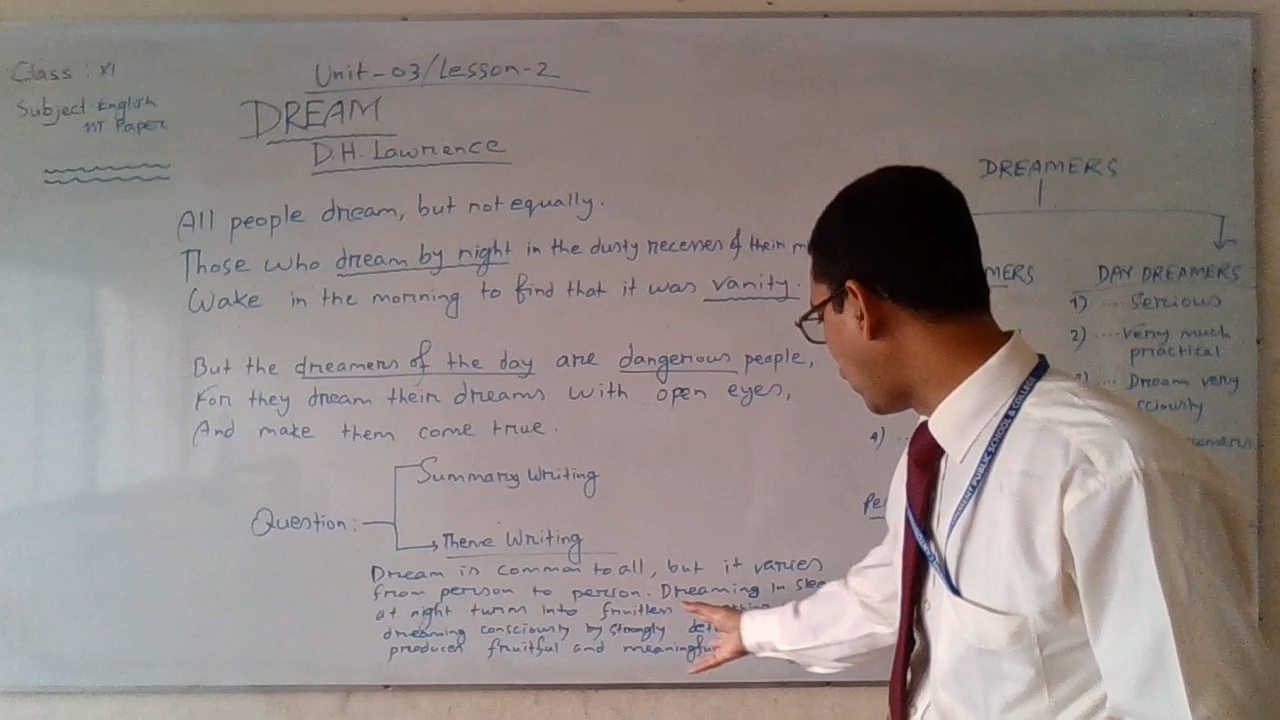 Class : XI
Subject English
1st Paper
Unit-03/Lesson-2
DREAM
D.H. Lawrence
All people dream, but not equally.
Those who dream by night in the dusty recesses of their
Wake in the morning to find that it was vanity.
But the dreamers of the day are dangerous people,
For they dream their dreams with open eyes,
And make them come true.
Question:
Summary Writing
Theme Writing
Dream is common to all, but it varies
from person to person. Dreaming in
at night turns into fruitless
dreaming consciously by strongly
produces fruitful and
DREAMERS
DAY DREAMERS
1) .... Serious
2) .... very much
practical
... Dream very
4) ..
PUBLIC SCHOOL & COLLEGE